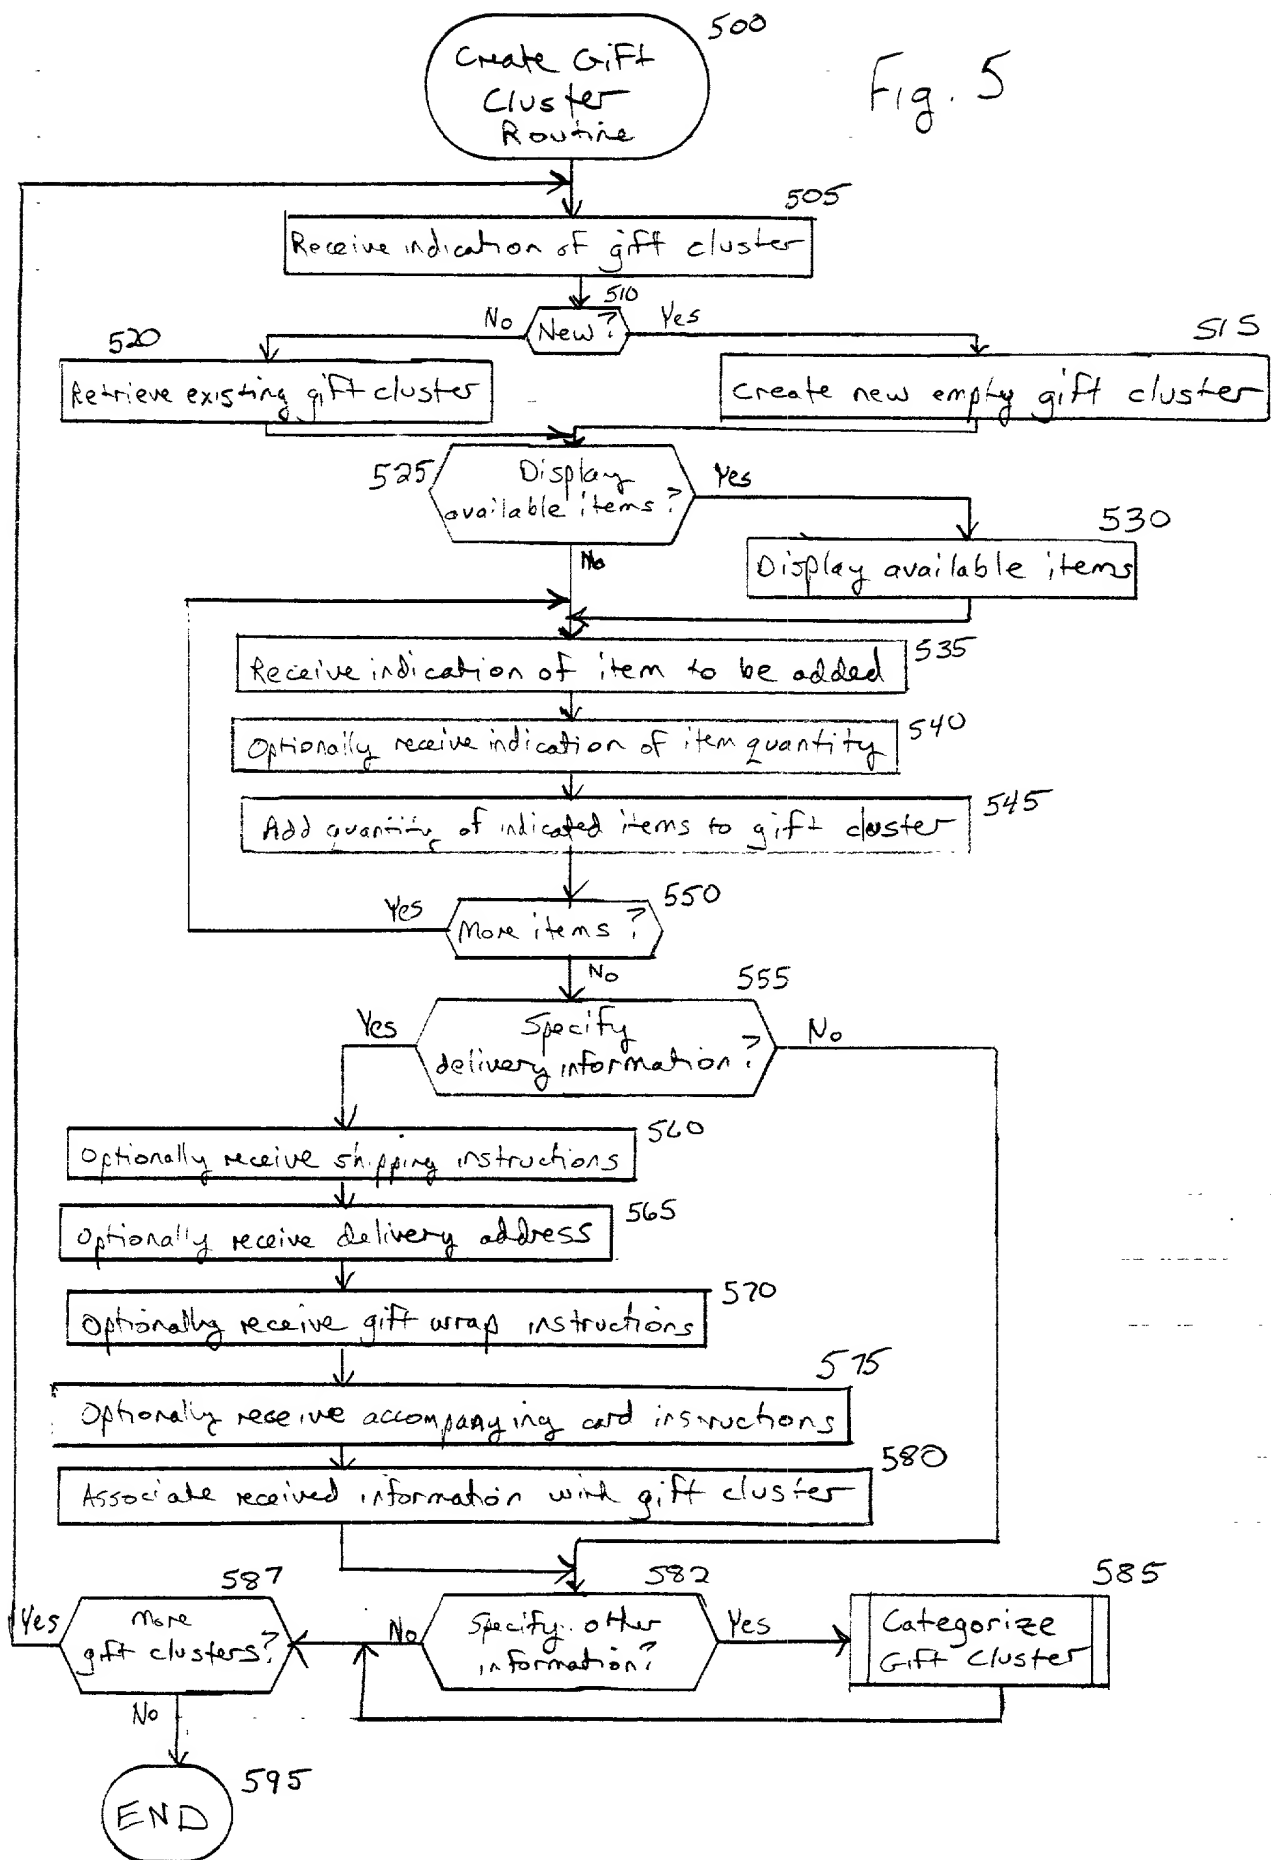 500
Create Gift
Cluster
Routine
Fig. 5
505
Receive indication of gift cluster
510
No
New?
Yes
520
515
Retrieve existing gift cluster
Create new empty gift cluster
525
Display
available items?
Yes
530
No
Display available items
Receive indication of item to be added
535
Optionally receive indication of item quantity
540
Add quantity of indicated items to gift cluster
545
550
Yes
More items?
No
555
Yes
Specify
delivery information?
No
560
Optionally receive shipping instructions
Optionally receive delivery address
565
Optionally receive gift wrap instructions
570
575
Optionally receive accompanying card instructions
580
Associate received information with gift cluster
587
582
585
Yes
More
gift clusters?
No
Specify other
information?
Yes
Categorize
Gift Cluster
No
595
END